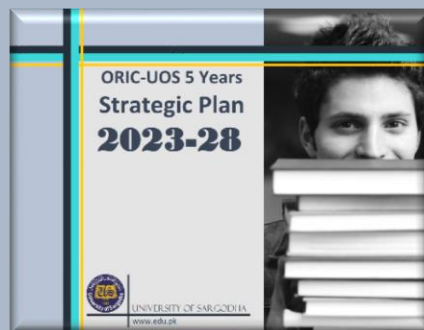 ORIC-UOS 5 Years
Strategic Plan
2023-28
UNIVERSITY OF SARGODHA
www.edu.pk